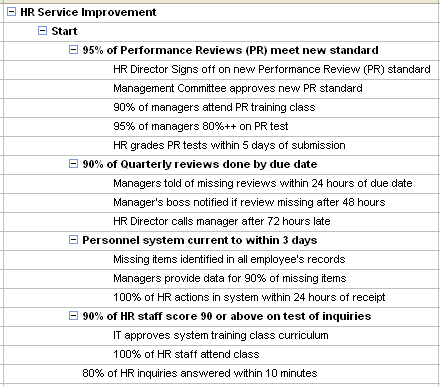 HR Service Improvement
Start
95% of Performance Reviews (PR) meet new standard
HR Director Signs off on new Performance Review (PR) standard
Management Committee approves new PR standard
90% of managers attend PR training class
95% of managers 80%++ on PR test
HR grades PR tests within 5 days of submission
90% of Quarterly reviews done by due date
Managers told of missing reviews within 24 hours of due date
Manager's boss notified if review missing after 48 hours
HR Director calls manager after 72 hours late
Personnel system current to within 3 days
Missing items identified in all employee's records
Managers provide data for 90% of missing items
100% of HR actions in system within 24 hours of receipt
90% of HR staff score 90 or above on test of inquiries
IT approves system training class curriculum
100% of HR staff attend class
80% of HR inquiries answered within 10 minutes